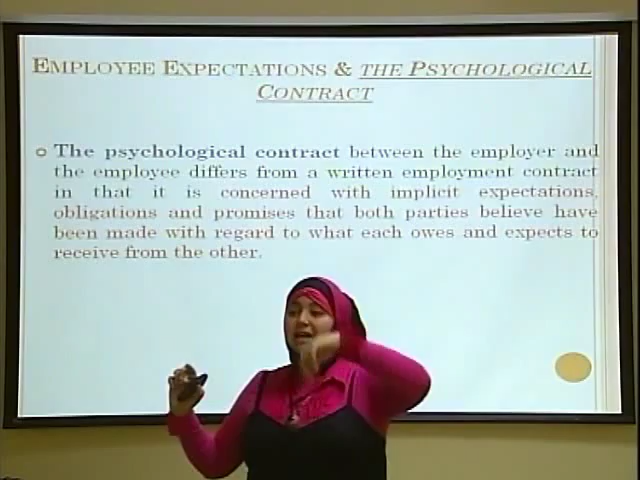 EMPLOYEE EXPECTATIONS & THE PSYCHOLOGICAL
CONTRACT
The psychological contract between the employer and
the employee differs from a written employment contract
in that it is concerned with implicit expectations,
obligations and promises that both parties believe have
been made with regard to what each owes and expects to
receive from the other.